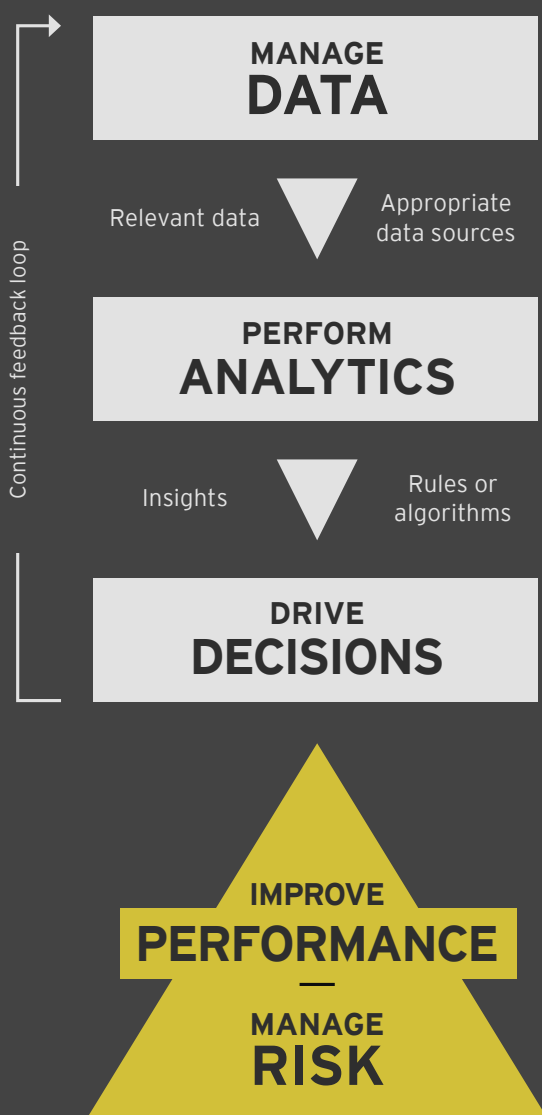 MANAGE
DATA
Relevant data
Appropriate
data sources
Continuous feedback loop
PERFORM
ANALYTICS
Insights
Rules or
algorithms
DRIVE
DECISIONS
IMPROVE
PERFORMANCE
—
MANAGE
RISK